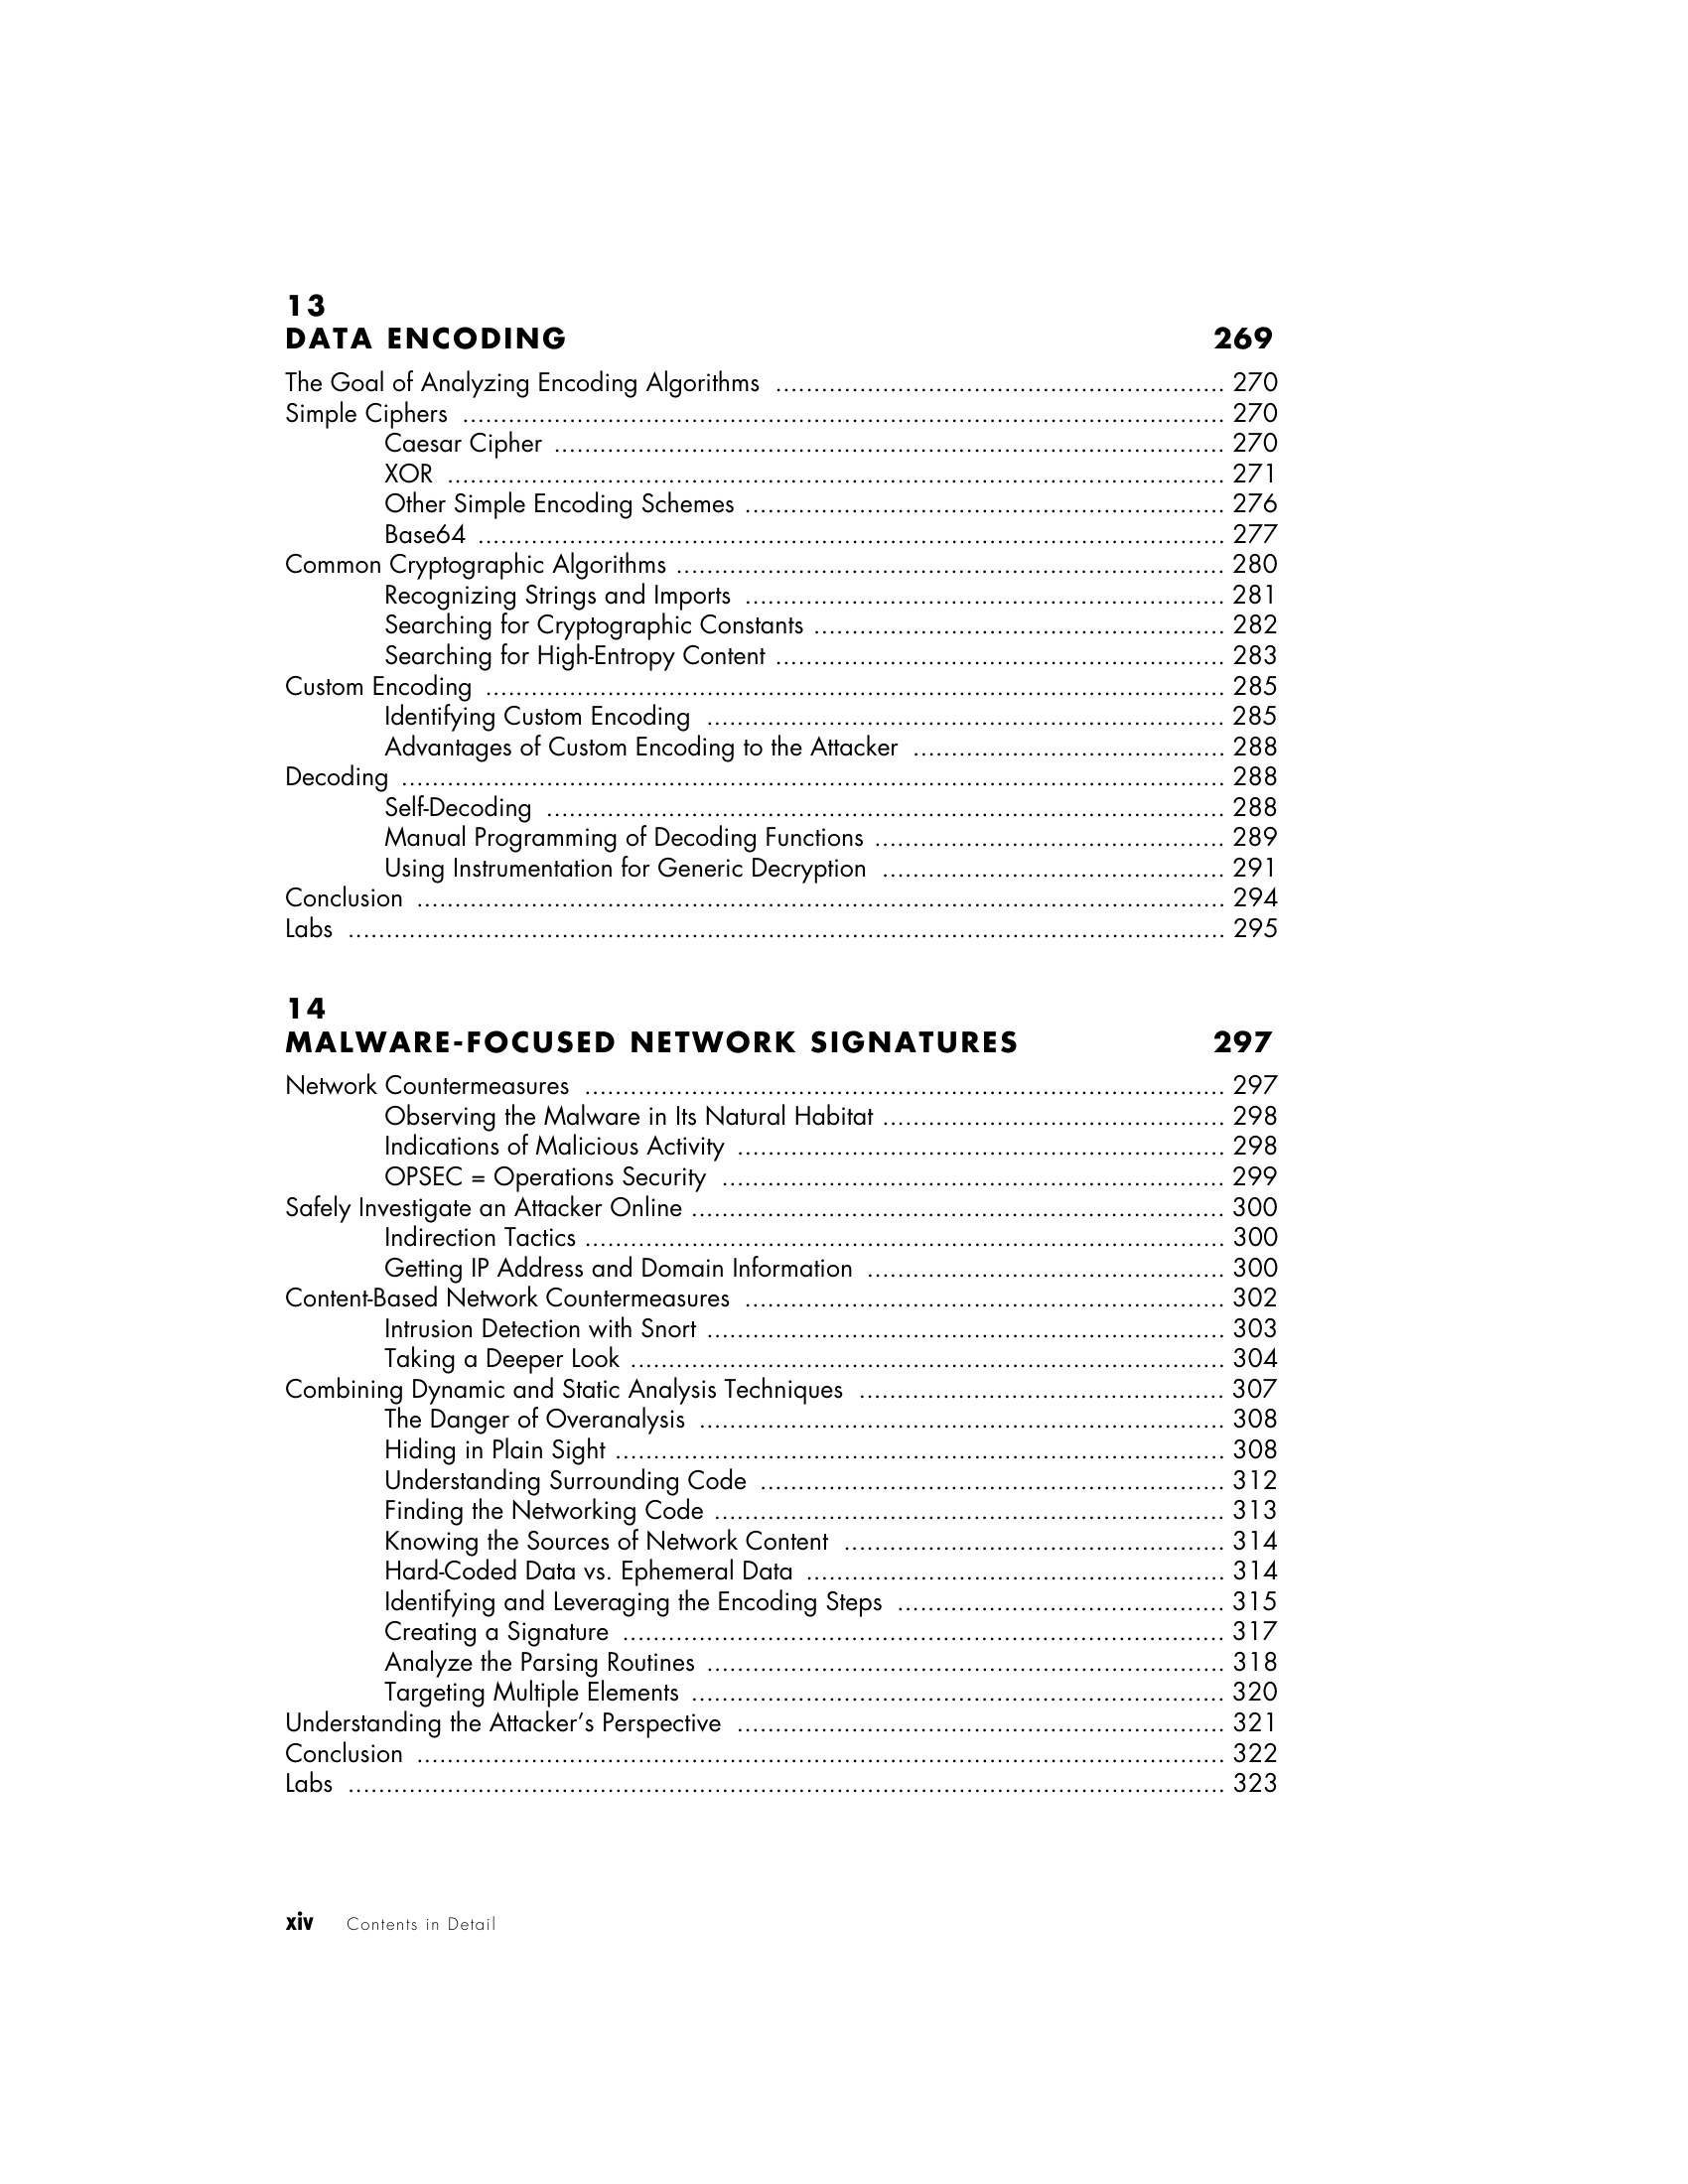 13
DATA ENCODING 269
The Goal of Analyzing Encoding Algorithms ........................................................... 270
Simple Ciphers .................................................................................................... 270
Caesar Cipher ........................................................................................ 270
XOR ...................................................................................................... 271
Other Simple Encoding Schemes ............................................................... 276
Base64 .................................................................................................. 277
Common Cryptographic Algorithms ........................................................................ 280
Recognizing Strings and Imports ............................................................... 281
Searching for Cryptographic Constants ...................................................... 282
Searching for High-Entropy Content ........................................................... 283
Custom Encoding ................................................................................................. 285
Identifying Custom Encoding .................................................................... 285
Advantages of Custom Encoding to the Attacker ......................................... 288
Decoding ............................................................................................................ 288
Self-Decoding ......................................................................................... 288
Manual Programming of Decoding Functions .............................................. 289
Using Instrumentation for Generic Decryption ............................................. 291
Conclusion .......................................................................................................... 294
Labs ................................................................................................................... 295
14
MALWARE-FOCUSED NETWORK SIGNATURES 297
Network Countermeasures .................................................................................... 297
Observing the Malware in Its Natural Habitat ............................................. 298
Indications of Malicious Activity ................................................................ 298
OPSEC = Operations Security .................................................................. 299
Safely Investigate an Attacker Online ...................................................................... 300
Indirection Tactics .................................................................................... 300
Getting IP Address and Domain Information ............................................... 300
Content-Based Network Countermeasures ............................................................... 302
Intrusion Detection with Snort .................................................................... 303
Taking a Deeper Look .............................................................................. 304
Combining Dynamic and Static Analysis Techniques ................................................ 307
The Danger of Overanalysis ..................................................................... 308
Hiding in Plain Sight ................................................................................ 308
Understanding Surrounding Code ............................................................. 312
Finding the Networking Code ................................................................... 313
Knowing the Sources of Network Content .................................................. 314
Hard-Coded Data vs. Ephemeral Data ....................................................... 314
Identifying and Leveraging the Encoding Steps ........................................... 315
Creating a Signature ............................................................................... 317
Analyze the Parsing Routines .................................................................... 318
Targeting Multiple Elements ...................................................................... 320
Understanding the Attacker’s Perspective ................................................................ 321
Conclusion .......................................................................................................... 322
Labs ................................................................................................................... 323
xiv Contents in Detail